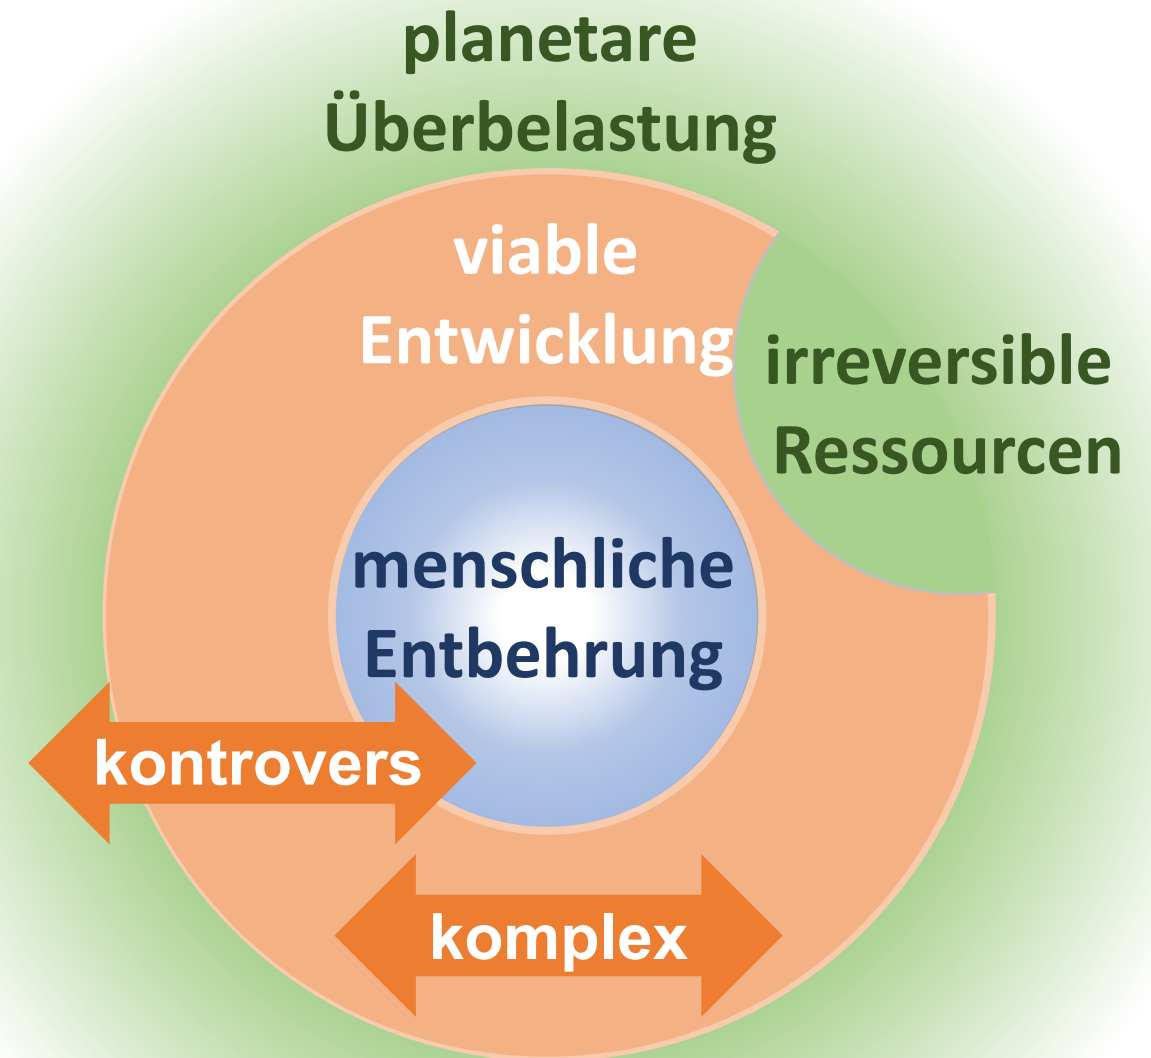 planetare
Überbelastung
viable
Entwicklung
irreversible
Ressourcen
menschliche
Entbehrung
kontrovers
komplex